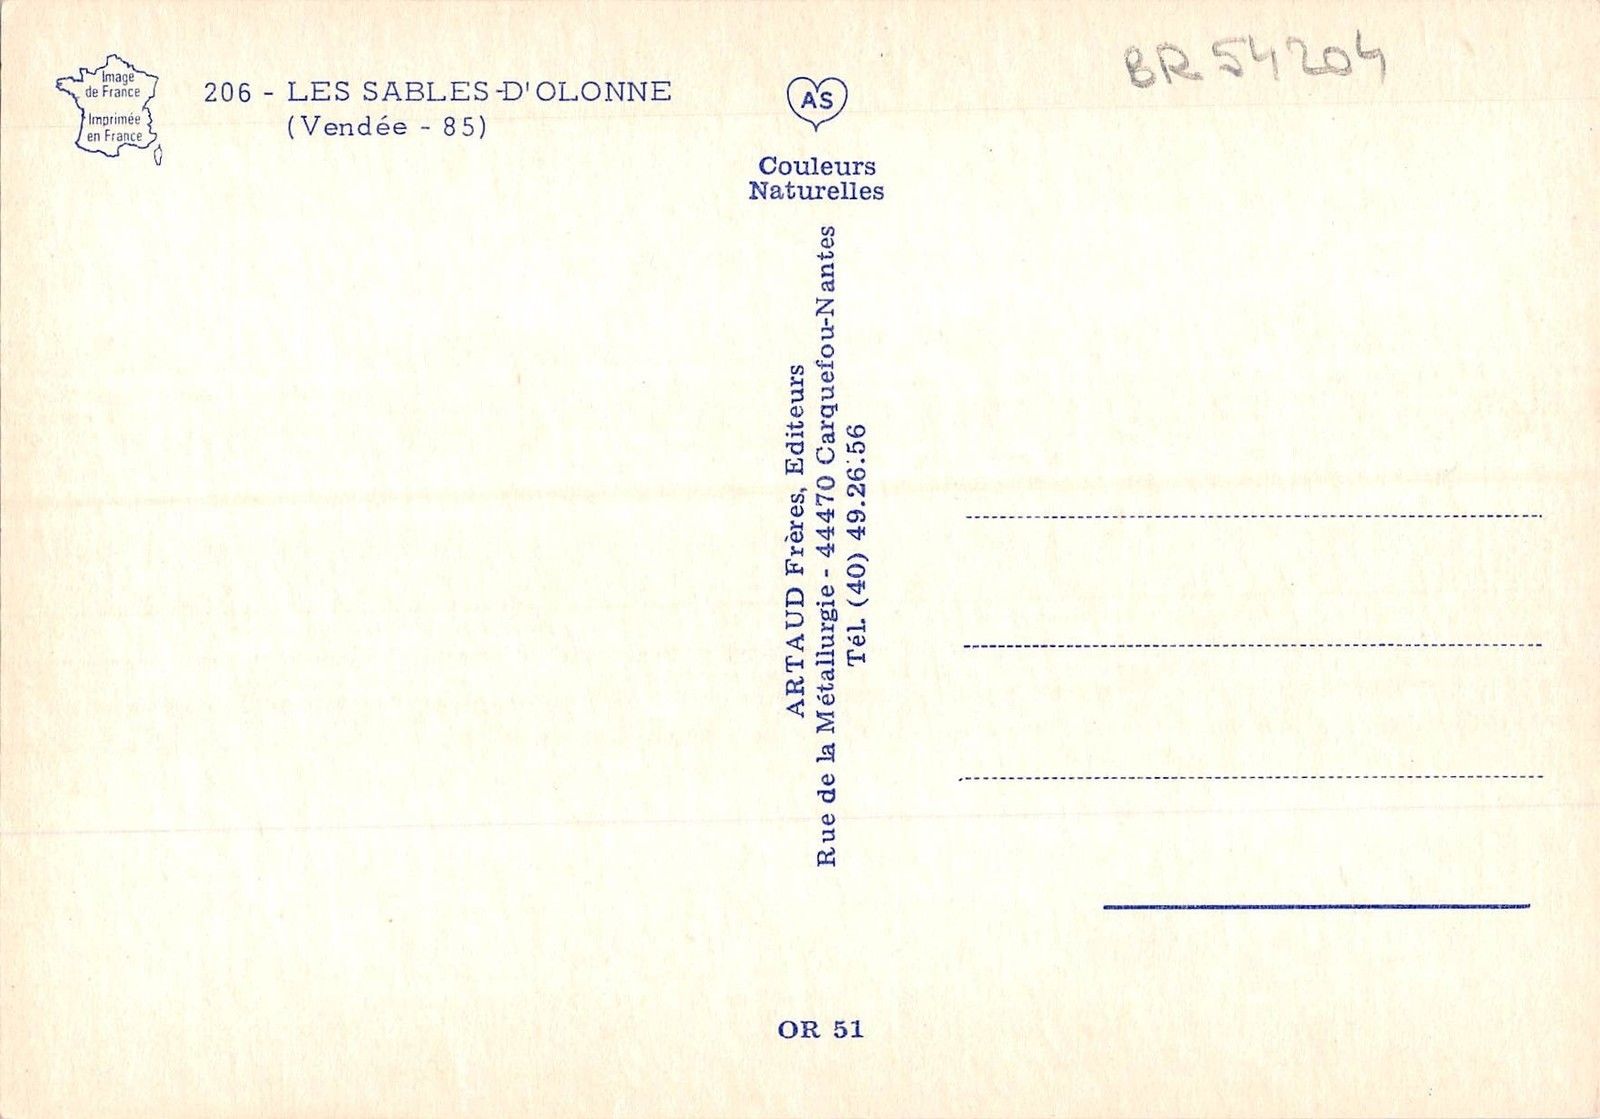 Image
de France
Imprimée
en France
206 - LES SABLES-D'OLONNE
(Vendée - 85)
AS
Couleurs
Naturelles
ARTAUD Frères, Editeurs
Rue de la Métallurgie - 44470 Carquefou-Nantes
Tél. (40) 49.26.56
BR 54204
OR 51